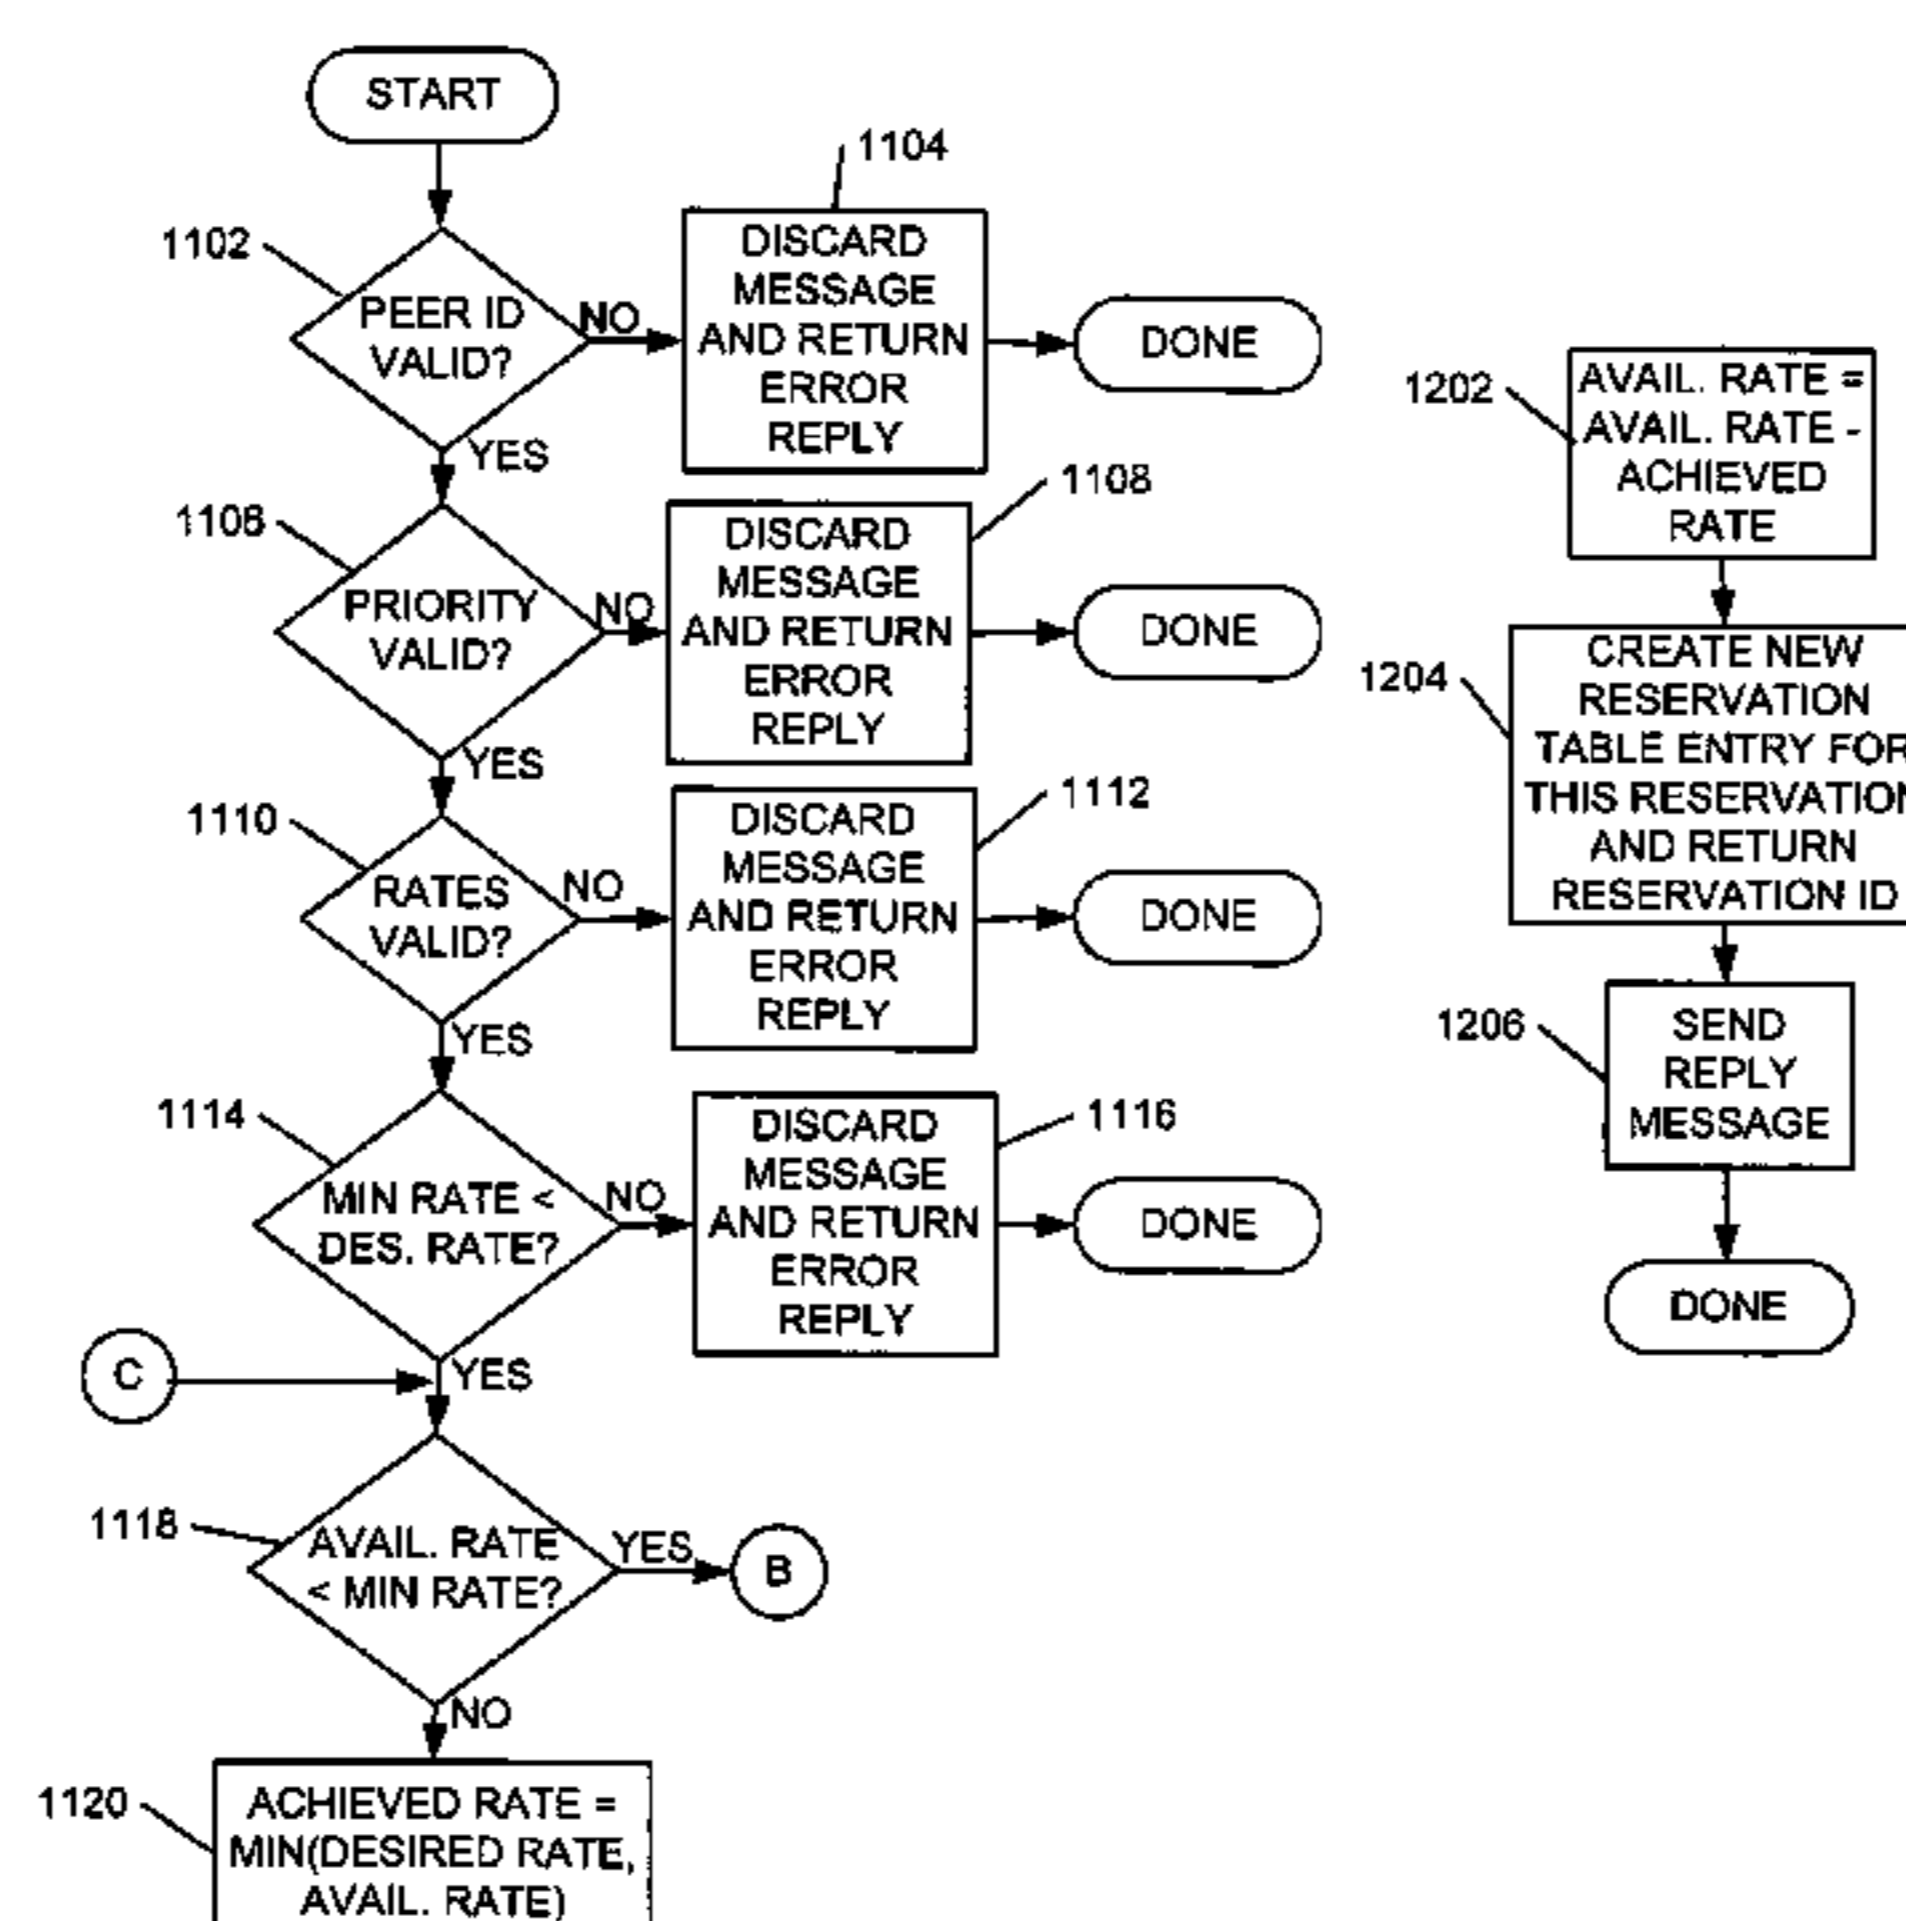 START
1104
1102
PEER ID
VALID?
NO
DISCARD
MESSAGE
AND RETURN
ERROR
REPLY
DONE
YES
1106
PRIORITY
VALID?
NO
1108
DISCARD
MESSAGE
AND RETURN
ERROR
REPLY
DONE
YES
1110
RATES
VALID?
NO
1112
DISCARD
MESSAGE
AND RETURN
ERROR
REPLY
DONE
YES
1114
MIN RATE <
DES. RATE?
NO
1116
DISCARD
MESSAGE
AND RETURN
ERROR
REPLY
DONE
C
YES
1118
AVAIL. RATE
< MIN RATE?
YES
B
NO
1120
ACHIEVED RATE =
MIN(DESIRED RATE,
AVAIL. RATE)
1202
AVAIL. RATE =
AVAIL. RATE -
ACHIEVED
RATE
1204
CREATE NEW
RESERVATION
TABLE ENTRY FOR
THIS RESERVATION
AND RETURN
RESERVATION ID
1206
SEND
REPLY
MESSAGE
DONE